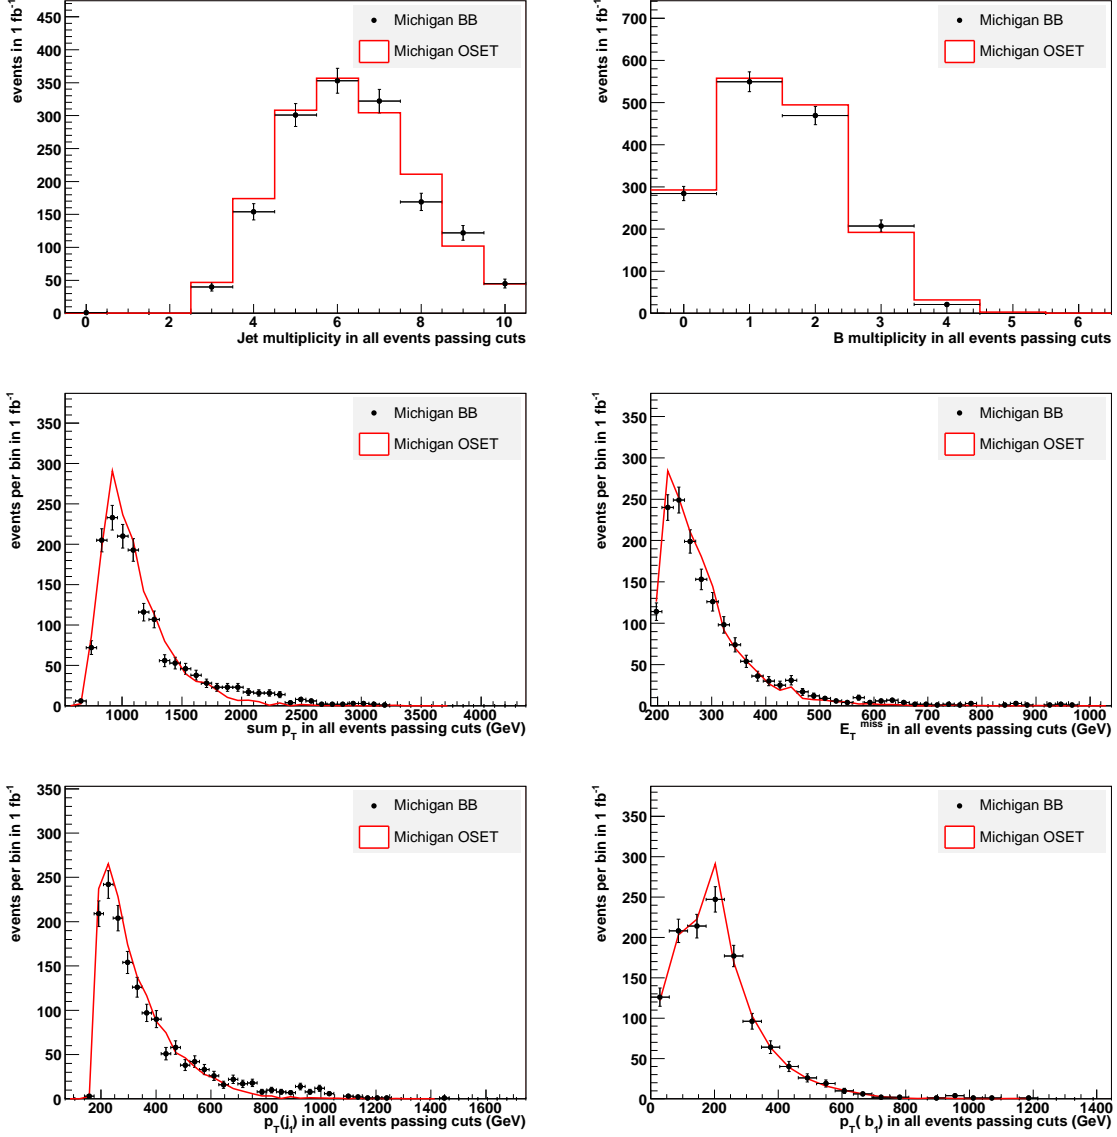 events in 1 fb⁻¹
450
400
350
300
250
200
150
100
50
0
Michigan BB
Michigan OSET
0 2 4 6 8 10
Jet multiplicity in all events passing cuts
events in 1 fb⁻¹
700
600
500
400
300
200
100
0
Michigan BB
Michigan OSET
0 1 2 3 4 5 6
B multiplicity in all events passing cuts
events per bin in 1 fb⁻¹
350
300
250
200
150
100
50
0
Michigan BB
Michigan OSET
1000 1500 2000 2500 3000 3500 4000
sum p_T in all events passing cuts (GeV)
events per bin in 1 fb⁻¹
350
300
250
200
150
100
50
0
Michigan BB
Michigan OSET
200 300 400 500 600 700 800 900 1000
E_T^miss in all events passing cuts (GeV)
events per bin in 1 fb⁻¹
350
300
250
200
150
100
50
0
Michigan BB
Michigan OSET
200 400 600 800 1000 1200 1400 1600
p_T(j_1) in all events passing cuts (GeV)
events per bin in 1 fb⁻¹
350
300
250
200
150
100
50
0
Michigan BB
Michigan OSET
0 200 400 600 800 1000 1200 1400
p_T( b_1) in all events passing cuts (GeV)